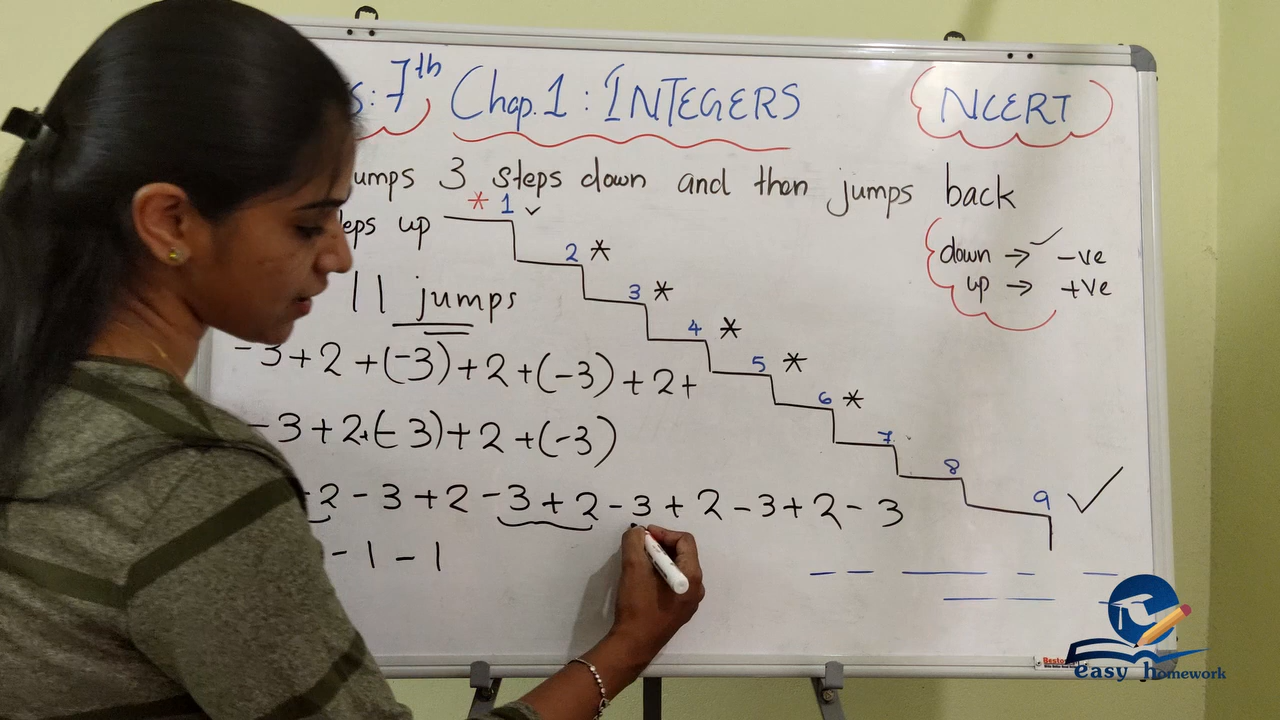 s: 7th Chap. 1 : INTEGERS
NCERT
umps 3 steps down and then jumps back
eps up
* 1 ✓
2 *
3 *
4 *
5 *
6 *
7
8
9 ✓
down → -ve
up → +ve
11 jumps
-3+2+(-3)+2+(-3)+2+
-3+2+(-3)+2+(-3)
2-3+2-3+2-3+2-3+2-3
-1-1
easy homework